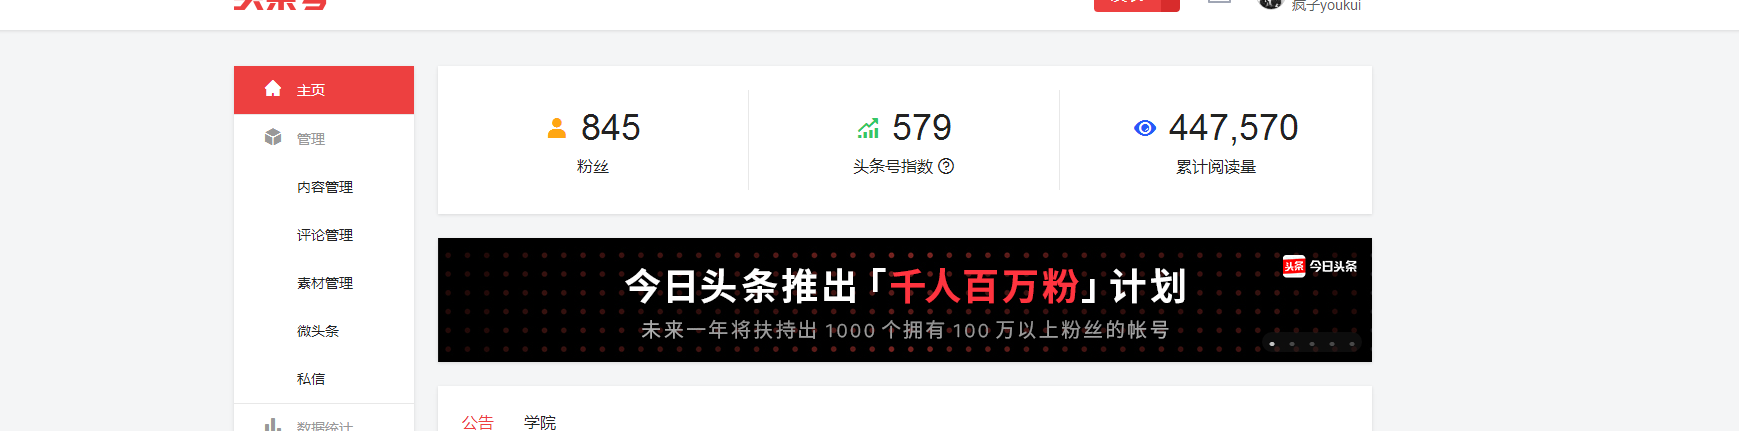 头条号
疯子youkui
主页
管理
内容管理
评论管理
素材管理
微头条
私信
数据统计
845
粉丝
579
头条号指数
447,570
累计阅读量
头条 今日头条
今日头条推出「千人百万粉」计划
未来一年将扶持出 1000 个拥有 100 万以上粉丝的帐号
公告 学院